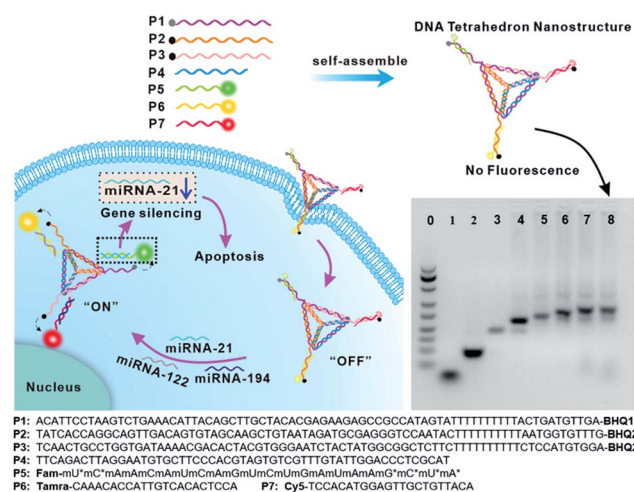 P1
P2
P3
P4
P5
P6
P7
self-assemble
DNA Tetrahedron Nanostructure
No Fluorescence
miRNA-21
Gene silencing
Apoptosis
"ON"
"OFF"
miRNA-21
miRNA-122
miRNA-194
Nucleus
0 1 2 3 4 5 6 7 8
P1: ACATTCCTAAGTCTGAAACATTACAGCTTGCTACACGAGAAGAGCCGCCATAGTATTTTTTTTTTACTGATGTTGA-BHQ1
P2: TATCACCAGGCAGTTGACAGTGTAGCAAGCTGTAATAGATGCGAGGGTCCAATACTTTTTTTTTTAATGGTGTTTG-BHQ2
P3: TCAACTGCCTGGTGATAAAACGACACTACGTGGGAATCTACTATGGCGGCTCTTCTTTTTTTTTTCTCCATGTGGA-BHQ2
P4: TTCAGACTTAGGAATGTGCTTCCCACGTAGTGTCGTTTGTATTGGACCCTCGCAT
P5: Fam-mU*mC*mAmAmCmAmUmCmAmGmUmCmUmGmAmUmAmAmG*mC*mU*mA*
P6: Tamra-CAAACACCATTGTCACACTCCA P7: Cy5-TCCACATGGAGTTGCTGTTACA